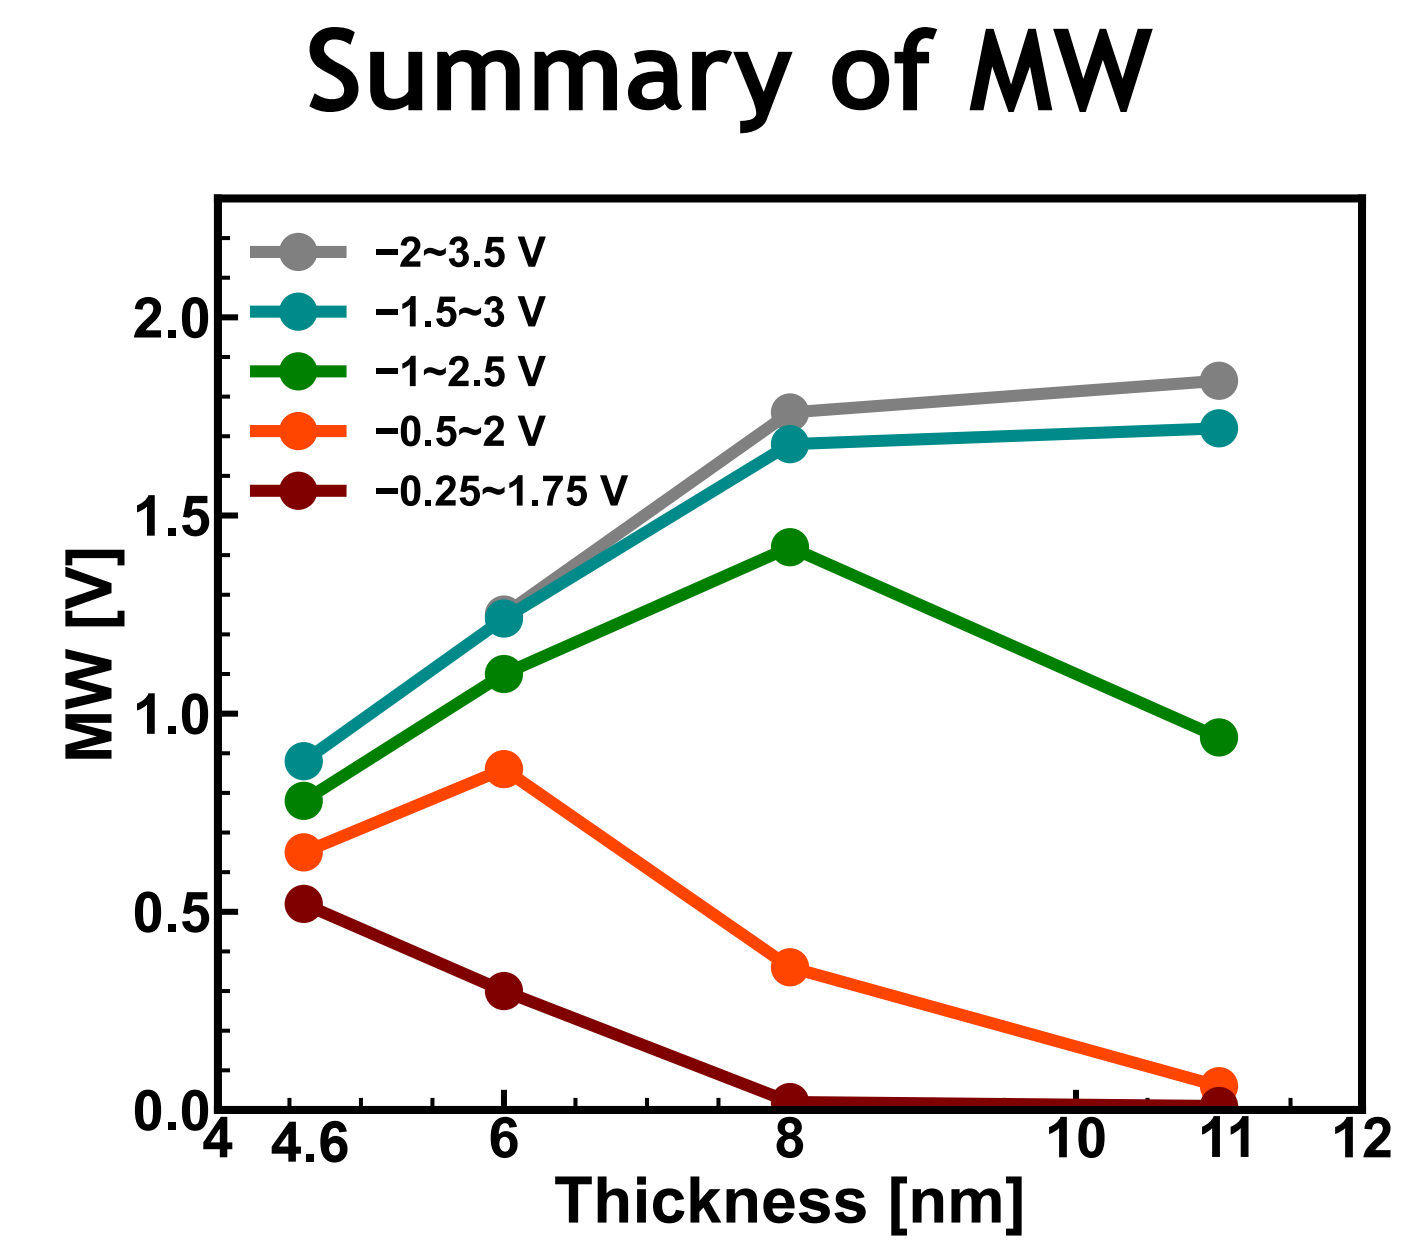 Summary of MW
−2~3.5 V
−1.5~3 V
−1~2.5 V
−0.5~2 V
−0.25~1.75 V
2.0
1.5
1.0
0.5
0.0
MW [V]
4 4.6 6 8 10 11 12
Thickness [nm]